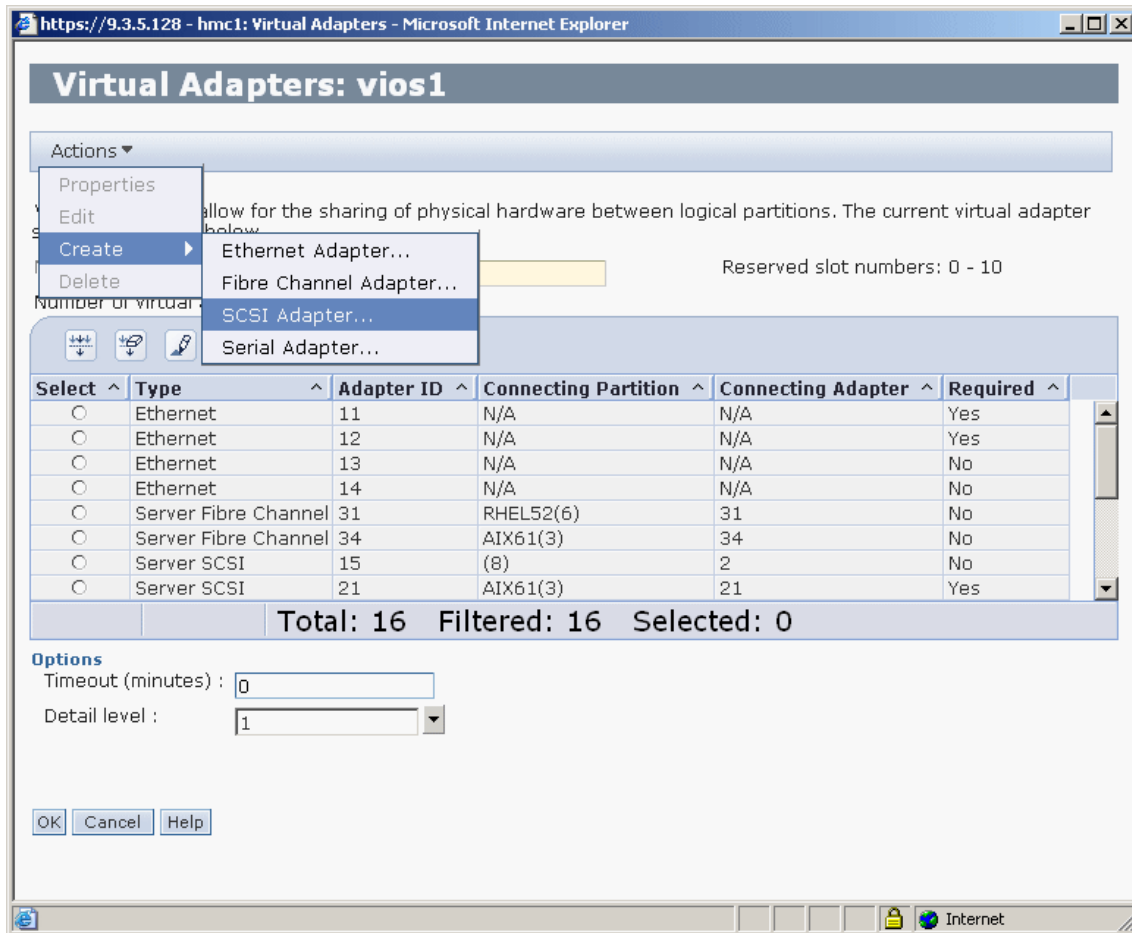 https://9.3.5.128 - hmc1: Virtual Adapters - Microsoft Internet Explorer
Virtual Adapters: vios1
Actions
Properties
Edit
Create
Delete
allow for the sharing of physical hardware between logical partitions. The current virtual adapter
below
Reserved slot numbers: 0 - 10
Number of virtual
Ethernet Adapter...
Fibre Channel Adapter...
SCSI Adapter...
Serial Adapter...
Select ^ Type ^ Adapter ID ^ Connecting Partition ^ Connecting Adapter ^ Required ^
Ethernet 11 N/A N/A Yes
Ethernet 12 N/A N/A Yes
Ethernet 13 N/A N/A No
Ethernet 14 N/A N/A No
Server Fibre Channel 31 RHEL52(6) 31 No
Server Fibre Channel 34 AIX61(3) 34 No
Server SCSI 15 (8) 2 No
Server SCSI 21 AIX61(3) 21 Yes
Total: 16 Filtered: 16 Selected: 0
Options
Timeout (minutes) : 0
Detail level : 1
OK Cancel Help
Internet